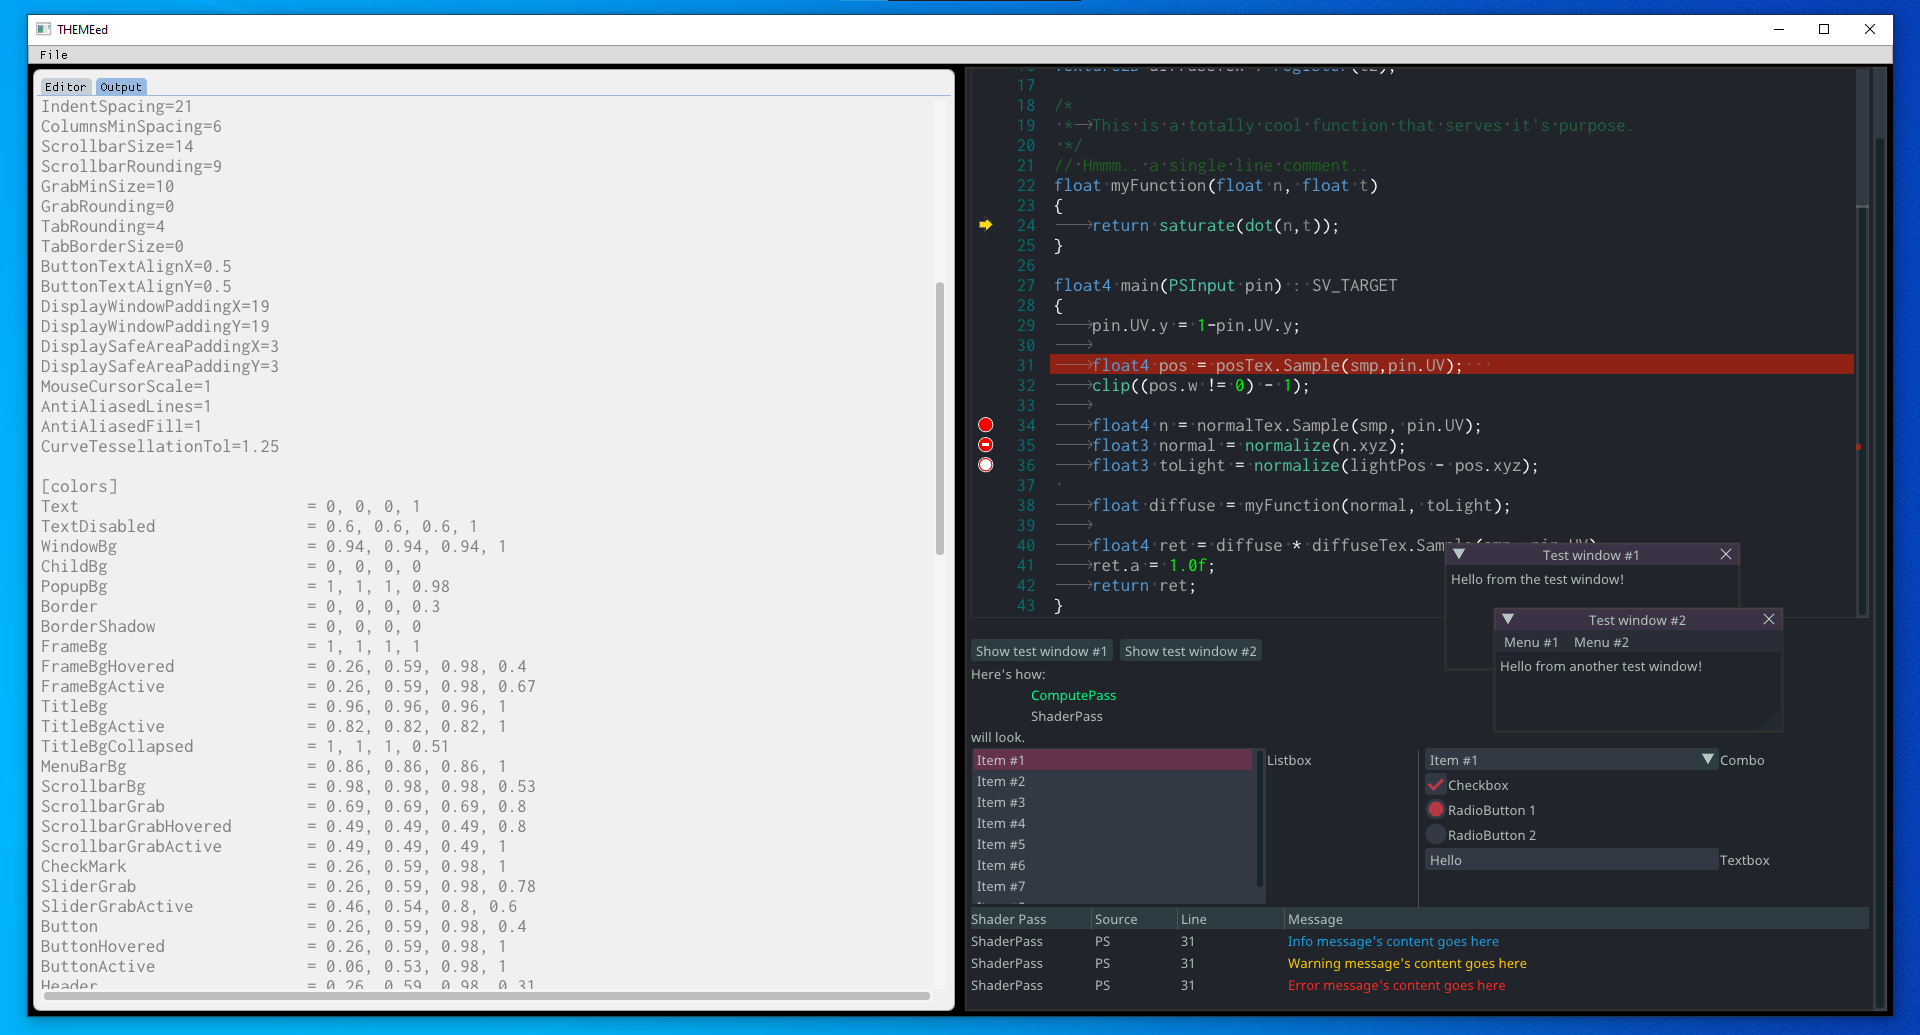 THEMEed
File
Editor Output
IndentSpacing=21
ColumnsMinSpacing=6
ScrollbarSize=14
ScrollbarRounding=9
GrabMinSize=10
GrabRounding=0
TabRounding=4
TabBorderSize=0
ButtonTextAlignX=0.5
ButtonTextAlignY=0.5
DisplayWindowPaddingX=19
DisplayWindowPaddingY=19
DisplaySafeAreaPaddingX=3
DisplaySafeAreaPaddingY=3
MouseCursorScale=1
AntiAliasedLines=1
AntiAliasedFill=1
CurveTessellationTol=1.25
[colors]
Text = 0, 0, 0, 1
TextDisabled = 0.6, 0.6, 0.6, 1
WindowBg = 0.94, 0.94, 0.94, 1
ChildBg = 0, 0, 0, 0
PopupBg = 1, 1, 1, 0.98
Border = 0, 0, 0, 0.3
BorderShadow = 0, 0, 0, 0
FrameBg = 1, 1, 1, 1
FrameBgHovered = 0.26, 0.59, 0.98, 0.4
FrameBgActive = 0.26, 0.59, 0.98, 0.67
TitleBg = 0.96, 0.96, 0.96, 1
TitleBgActive = 0.82, 0.82, 0.82, 1
TitleBgCollapsed = 1, 1, 1, 0.51
MenuBarBg = 0.86, 0.86, 0.86, 1
ScrollbarBg = 0.98, 0.98, 0.98, 0.53
ScrollbarGrab = 0.69, 0.69, 0.69, 0.8
ScrollbarGrabHovered = 0.49, 0.49, 0.49, 0.8
ScrollbarGrabActive = 0.49, 0.49, 0.49, 1
CheckMark = 0.26, 0.59, 0.98, 1
SliderGrab = 0.26, 0.59, 0.98, 0.78
SliderGrabActive = 0.46, 0.54, 0.8, 0.6
Button = 0.26, 0.59, 0.98, 0.4
ButtonHovered = 0.26, 0.59, 0.98, 1
ButtonActive = 0.06, 0.53, 0.98, 1
Header = 0.26, 0.59, 0.98, 0.31
17
18 /*
19 * This is a totally cool function that serves it's purpose.
20 */
21 // Hmmm.. a single line comment..
22 float myFunction(float n, float t)
23 {
24 return saturate(dot(n,t));
25 }
26
27 float4 main(PSInput pin) : SV_TARGET
28 {
29 pin.UV.y = 1-pin.UV.y;
30
31 float4 pos = posTex.Sample(smp,pin.UV);
32 clip((pos.w != 0) - 1);
33
34 float4 n = normalTex.Sample(smp, pin.UV);
35 float3 normal = normalize(n.xyz);
36 float3 toLight = normalize(lightPos - pos.xyz);
37
38 float diffuse = myFunction(normal, toLight);
39
40 float4 ret = diffuse * diffuseTex.Sam
41 ret.a = 1.0f;
42 return ret;
43 }
Test window #1
Hello from the test window!
Test window #2
Menu #1 Menu #2
Hello from another test window!
Show test window #1 Show test window #2
Here's how:
ComputePass
ShaderPass
will look.
Item #1
Item #2
Item #3
Item #4
Item #5
Item #6
Item #7
Listbox
Item #1 Combo
Checkbox
RadioButton 1
RadioButton 2
Hello Textbox
Shader Pass Source Line Message
ShaderPass PS 31 Info message's content goes here
ShaderPass PS 31 Warning message's content goes here
ShaderPass PS 31 Error message's content goes here